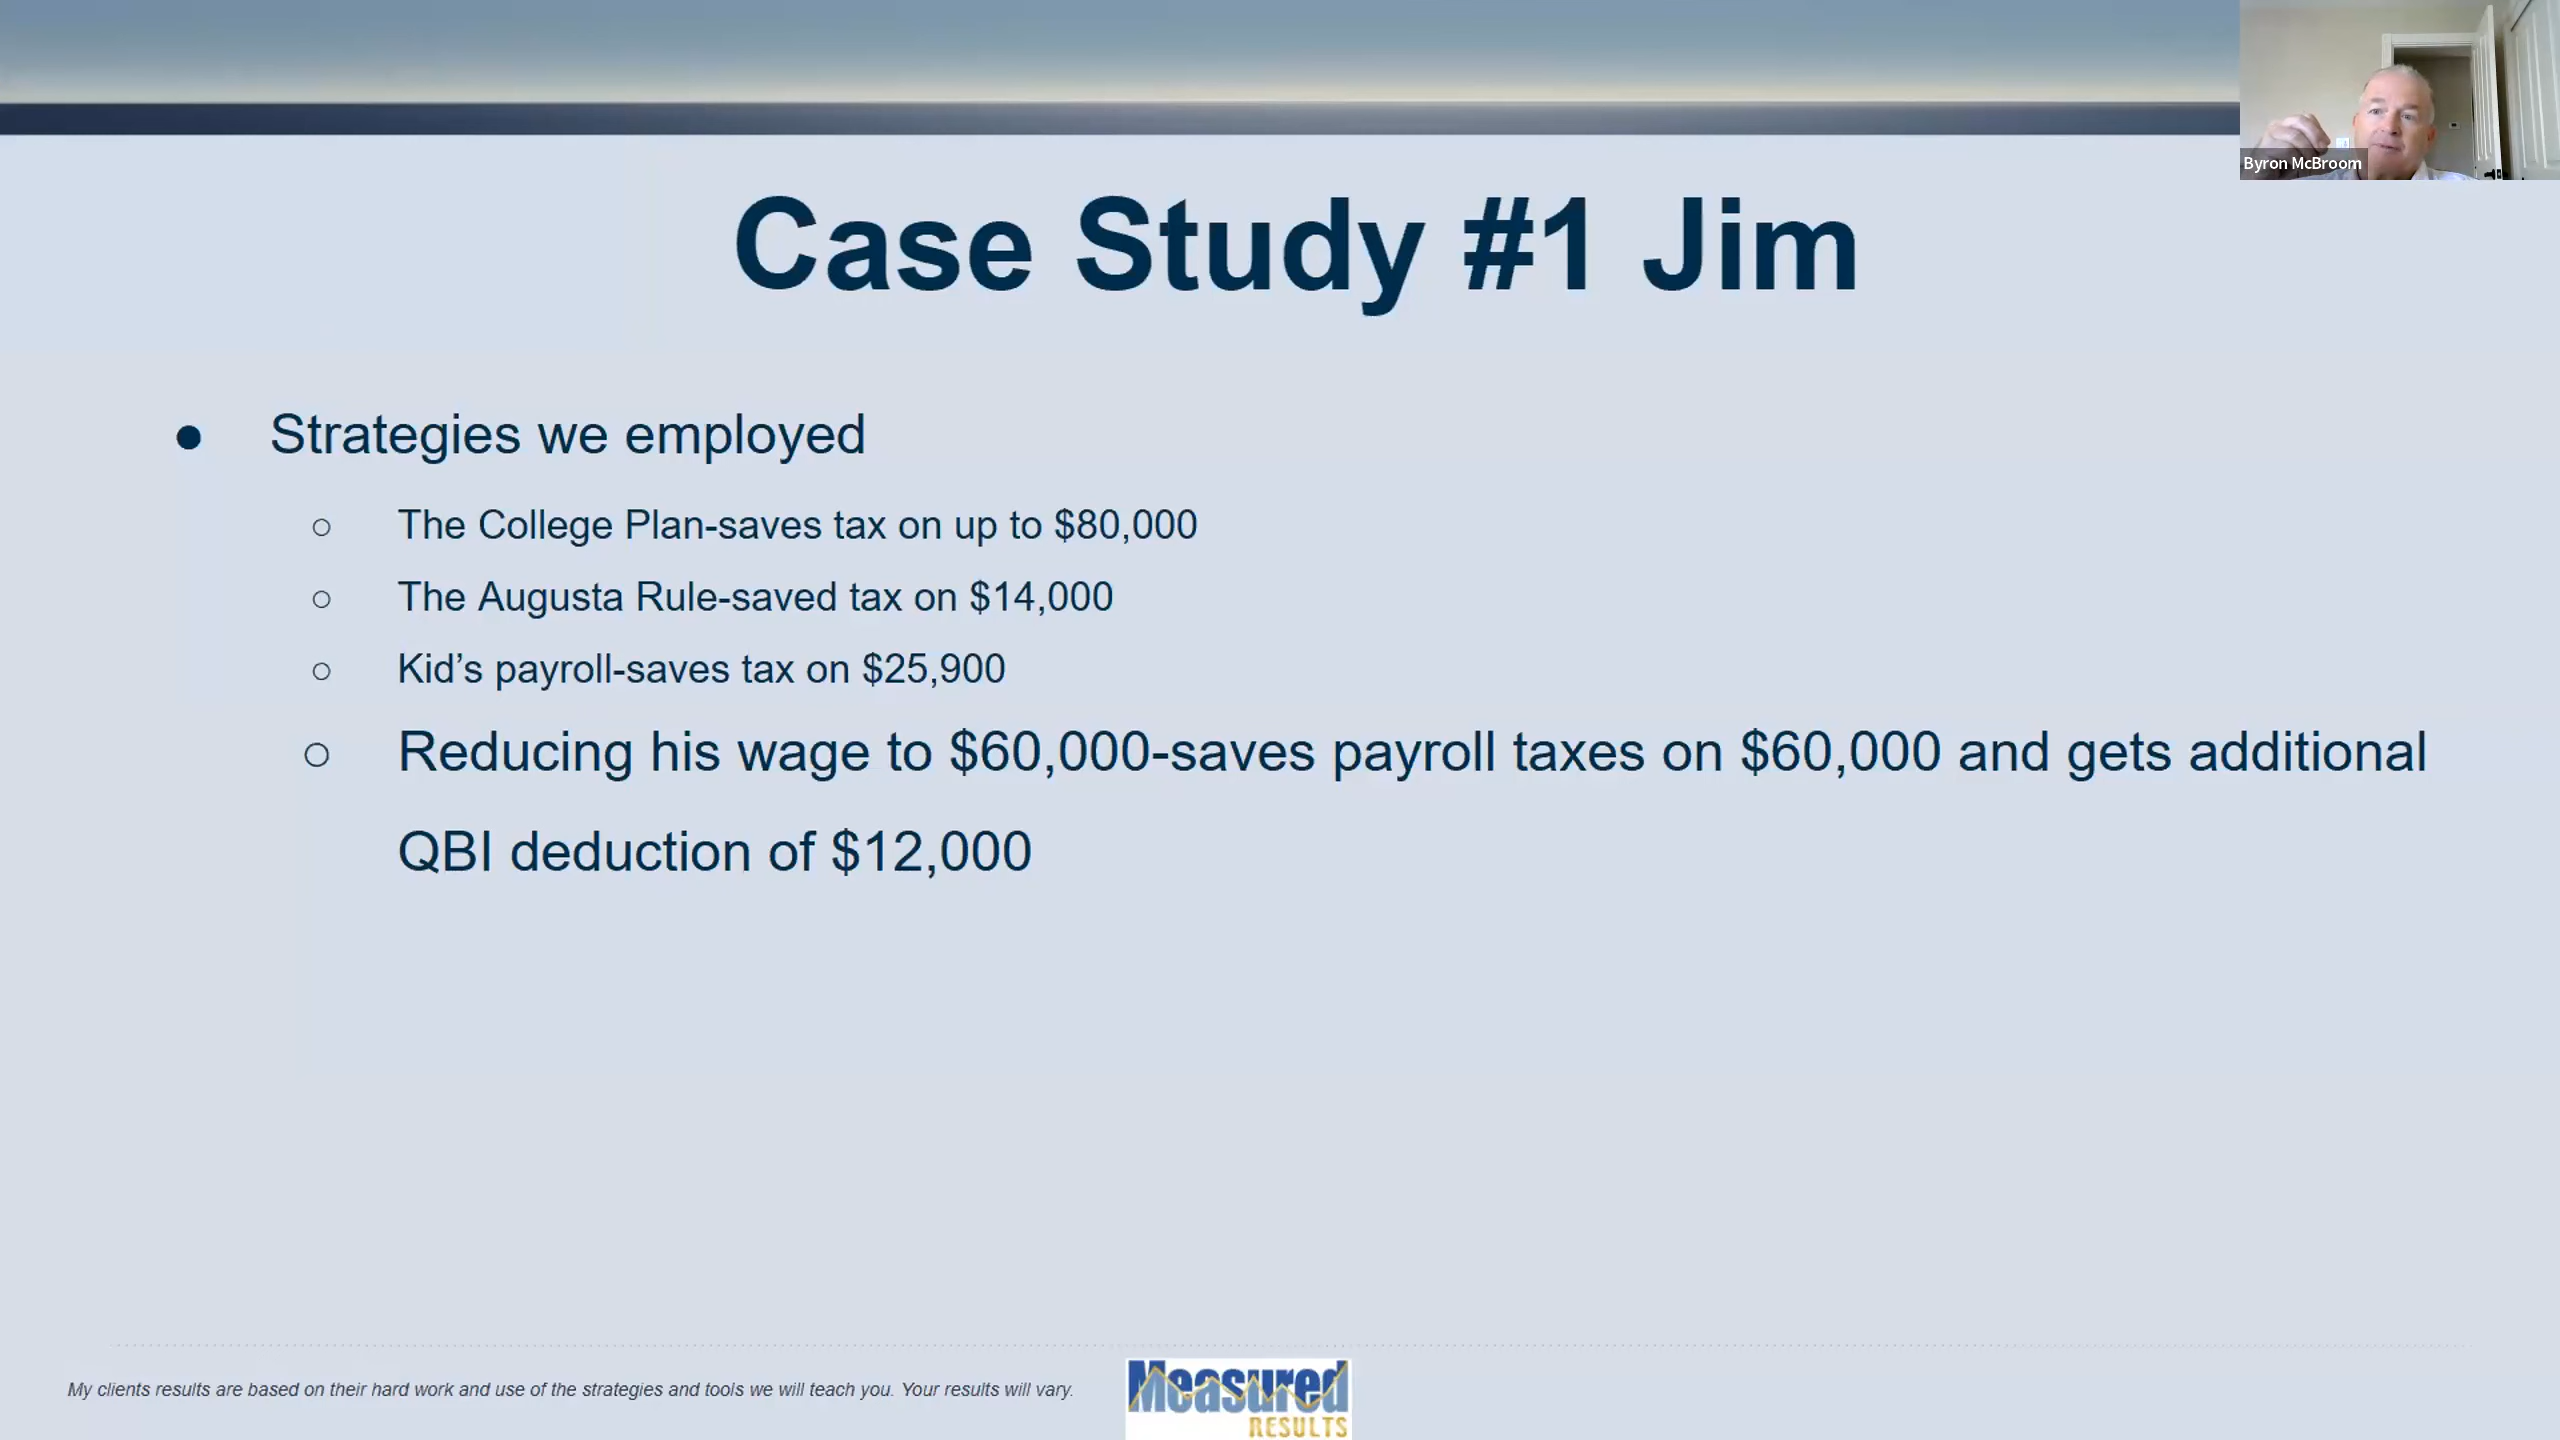 Byron McBroom
Case Study #1 Jim
● Strategies we employed
○ The College Plan-saves tax on up to $80,000
○ The Augusta Rule-saved tax on $14,000
○ Kid’s payroll-saves tax on $25,900
○ Reducing his wage to $60,000-saves payroll taxes on $60,000 and gets additional
QBI deduction of $12,000
My clients results are based on their hard work and use of the strategies and tools we will teach you. Your results will vary.
Measured
RESULTS